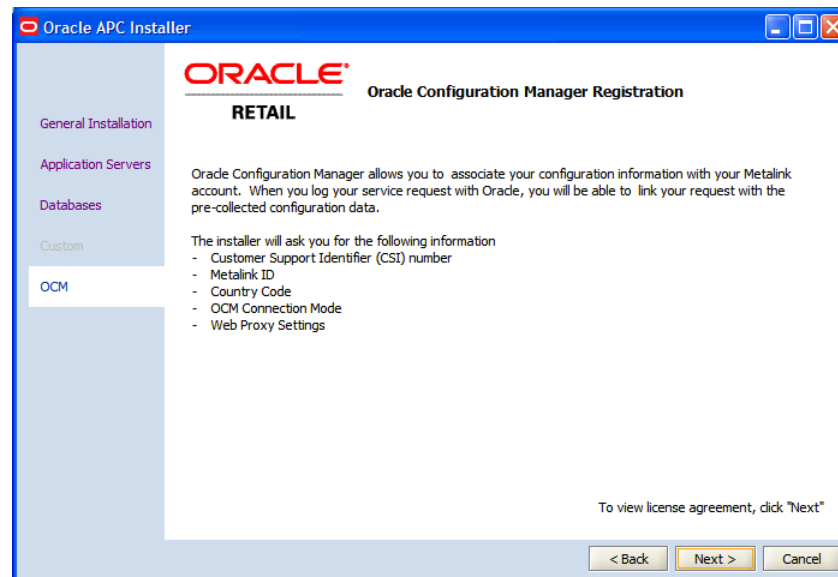 Oracle APC Installer
ORACLE®
RETAIL
Oracle Configuration Manager Registration
General Installation
Application Servers
Databases
Custom
OCM
Oracle Configuration Manager allows you to associate your configuration information with your Metalink
account. When you log your service request with Oracle, you will be able to link your request with the
pre-collected configuration data.
The installer will ask you for the following information
- Customer Support Identifier (CSI) number
- Metalink ID
- Country Code
- OCM Connection Mode
- Web Proxy Settings
To view license agreement, click "Next"
< Back
Next >
Cancel